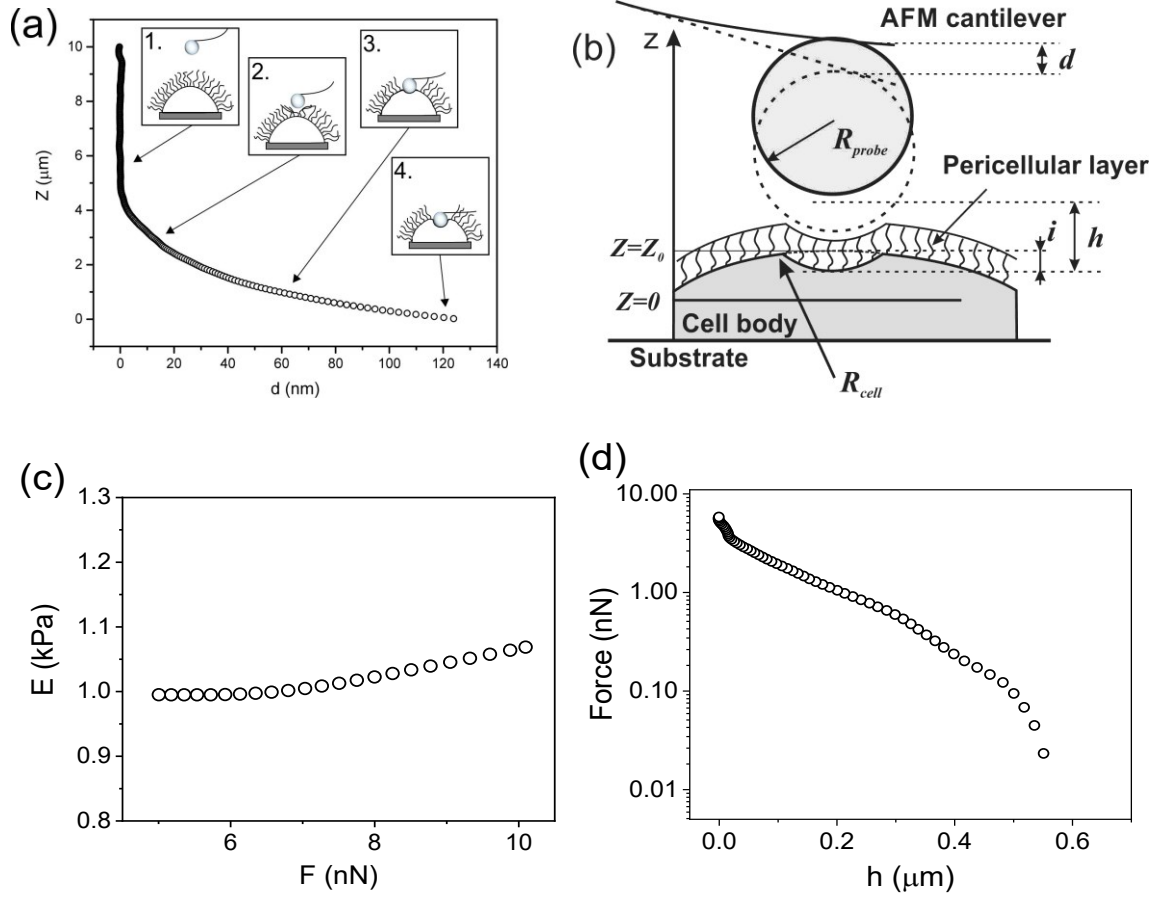 (a)
10
8
6
4
2
0
Z (μm)
0 20 40 60 80 100 120 140
d (nm)
1.
2.
3.
4.
(b)
AFM cantilever
z
d
R probe
Pericellular layer
i
h
Z=Z₀
Z=0
Cell body
Substrate
R cell
(c)
1.3
1.2
1.1
1.0
0.9
0.8
E (kPa)
6 8 10
F (nN)
(d)
10.00
1.00
0.10
0.01
Force (nN)
0.0 0.2 0.4 0.6
h (μm)